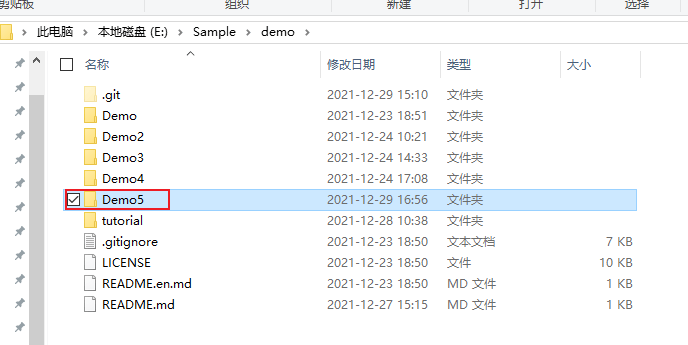 剪贴板 组织 新建 打开 选择
此电脑 本地磁盘 (E:) Sample demo
名称 修改日期 类型 大小
.git 2021-12-29 15:10 文件夹
Demo 2021-12-23 18:51 文件夹
Demo2 2021-12-24 10:21 文件夹
Demo3 2021-12-24 14:33 文件夹
Demo4 2021-12-24 17:08 文件夹
Demo5 2021-12-29 16:56 文件夹
tutorial 2021-12-28 10:38 文件夹
.gitignore 2021-12-23 18:50 文本文档 7 KB
LICENSE 2021-12-23 18:50 文件 10 KB
README.en.md 2021-12-23 18:50 MD 文件 1 KB
README.md 2021-12-27 15:15 MD 文件 1 KB